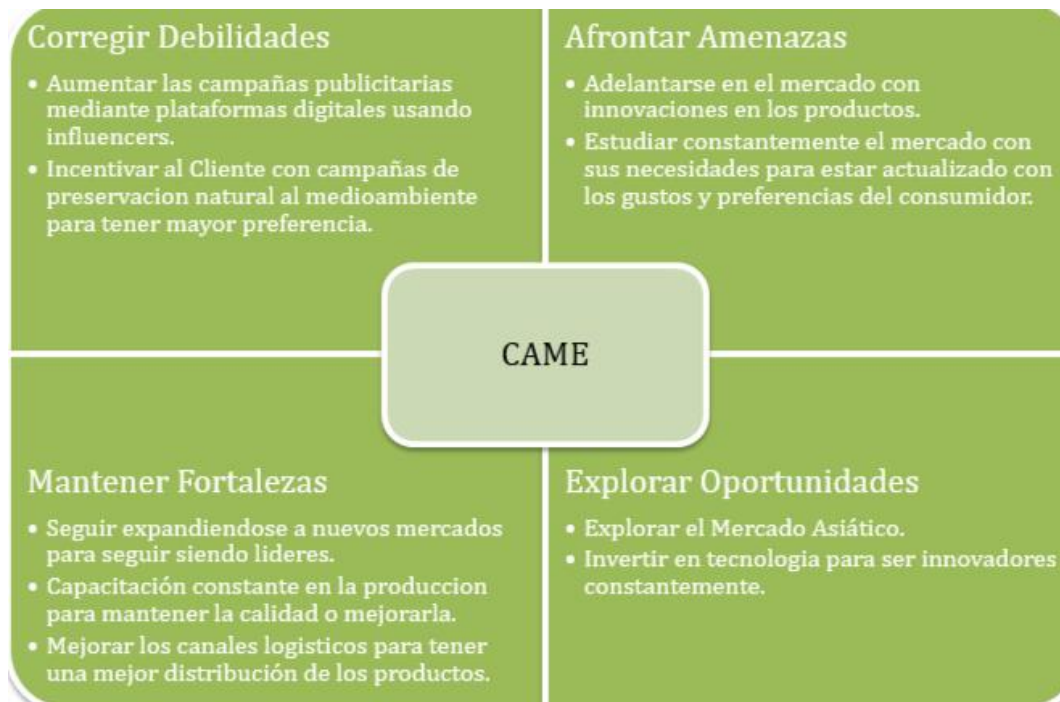 Corregir Debilidades
• Aumentar las campañas publicitarias
mediante plataformas digitales usando
influencers.
• Incentivar al Cliente con campañas de
preservacion natural al medioambiente
para tener mayor preferencia.
Afrontar Amenazas
• Adelantarse en el mercado con
innovaciones en los productos.
• Estudiar constantemente el mercado con
sus necesidades para estar actualizado con
los gustos y preferencias del consumidor.
CAME
Mantener Fortalezas
• Seguir expandiendose a nuevos mercados
para seguir siendo lideres.
• Capacitación constante en la produccion
para mantener la calidad o mejorarla.
• Mejorar los canales logisticos para tener
una mejor distribución de los productos.
Explorar Oportunidades
• Explorar el Mercado Asiático.
• Invertir en tecnologia para ser innovadores
constantemente.